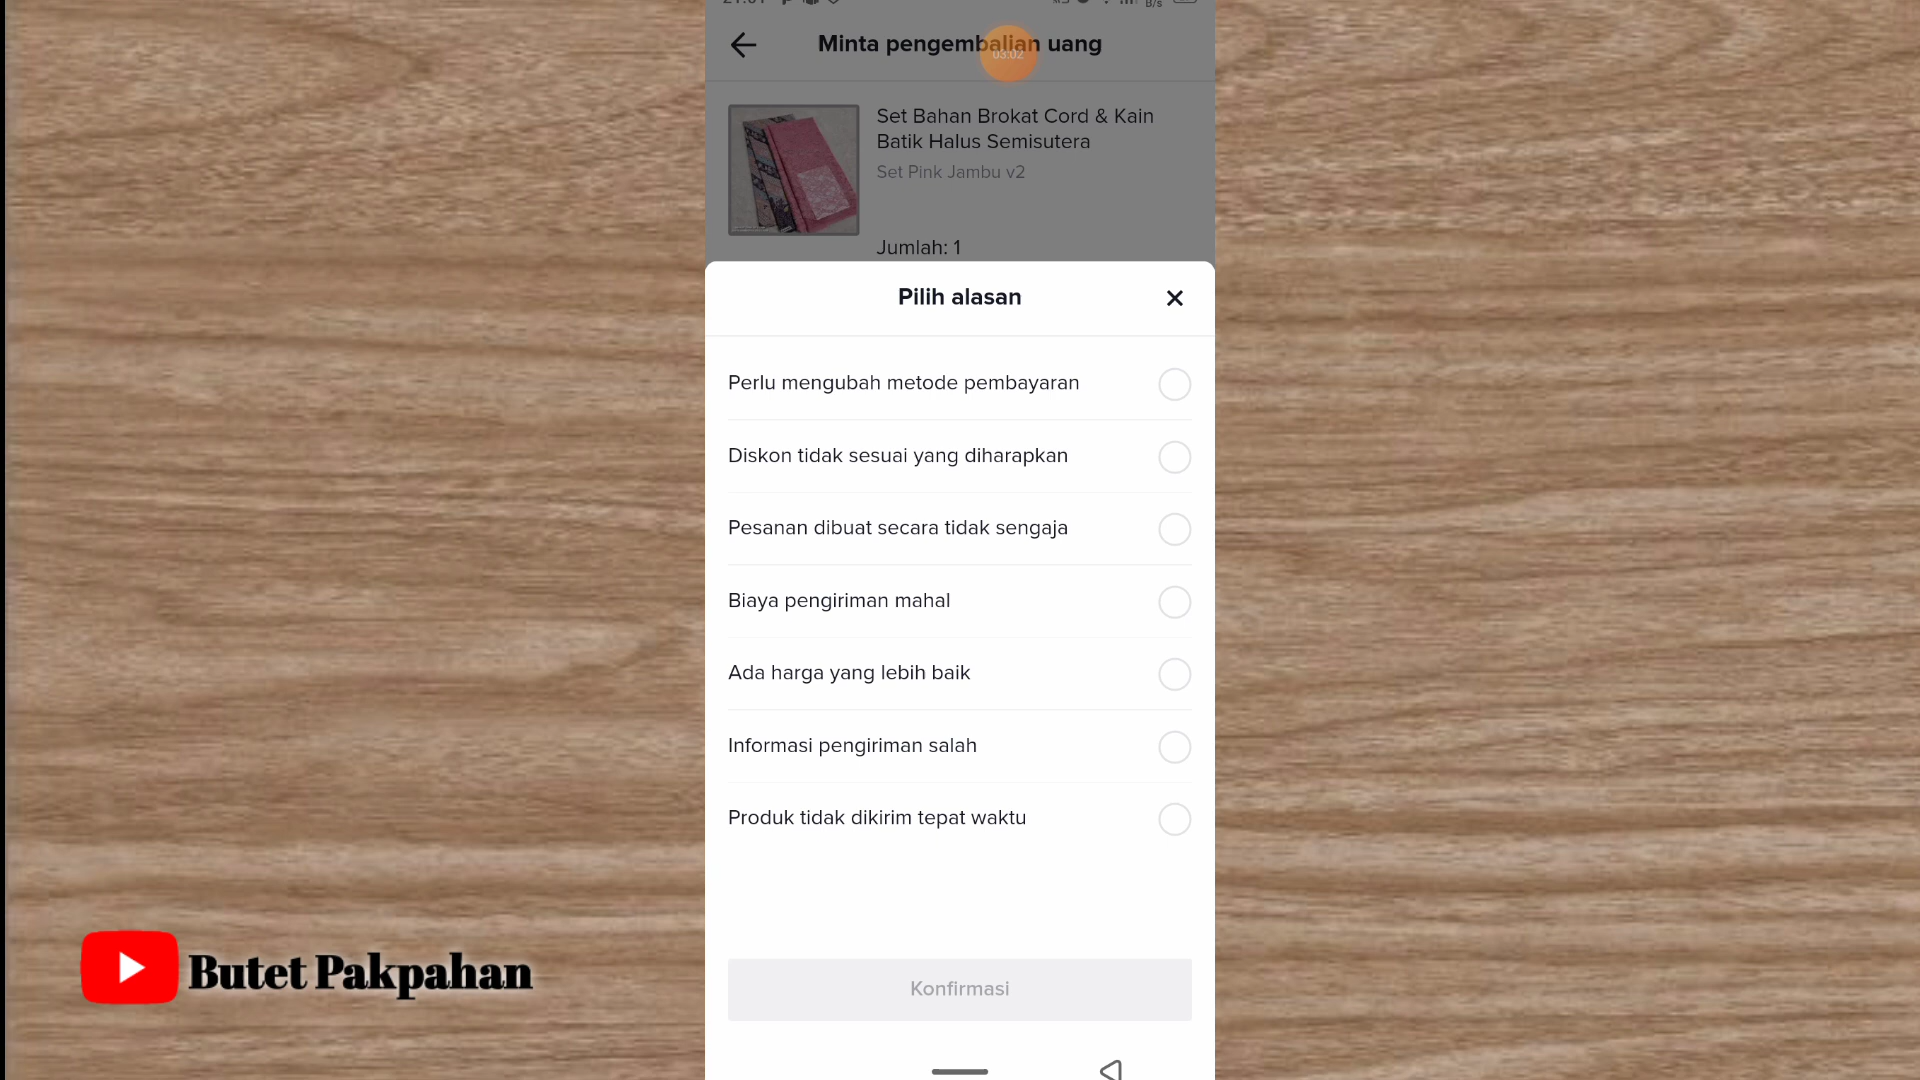 Minta pengembalian uang
03:02
Set Bahan Brokat Cord & Kain
Batik Halus Semisutera
Set Pink Jambu v2
Jumlah: 1
Pilih alasan
Perlu mengubah metode pembayaran
Diskon tidak sesuai yang diharapkan
Pesanan dibuat secara tidak sengaja
Biaya pengiriman mahal
Ada harga yang lebih baik
Informasi pengiriman salah
Produk tidak dikirim tepat waktu
Konfirmasi
Butet Pakpahan